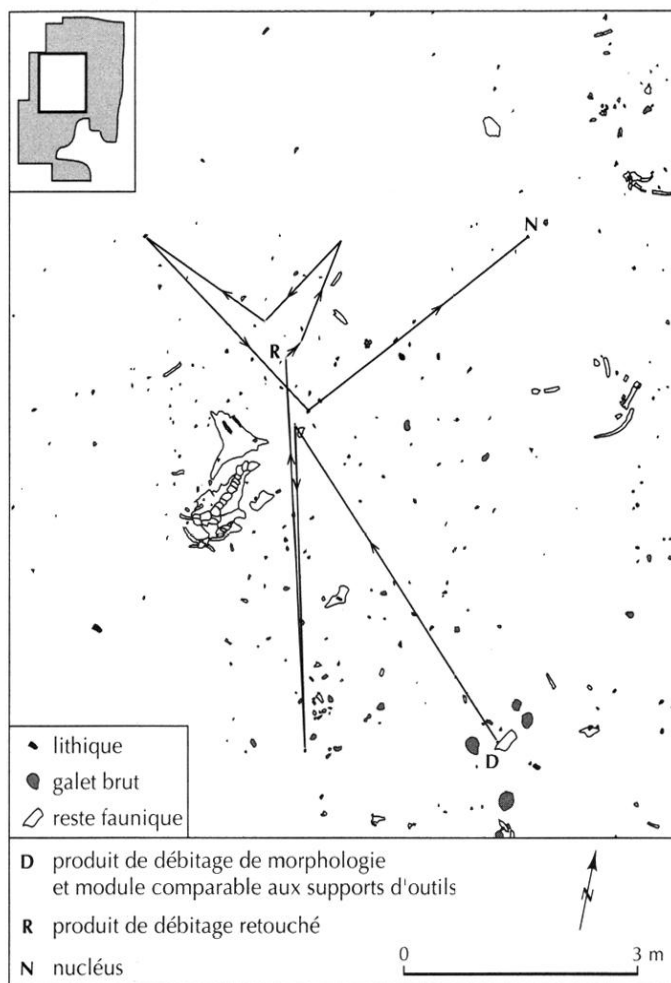 N
R
D
lithique
galet brut
reste faunique
D produit de débitage de morphologie
et module comparable aux supports d'outils
R produit de débitage retouché
N nucléus
N
0 3 m